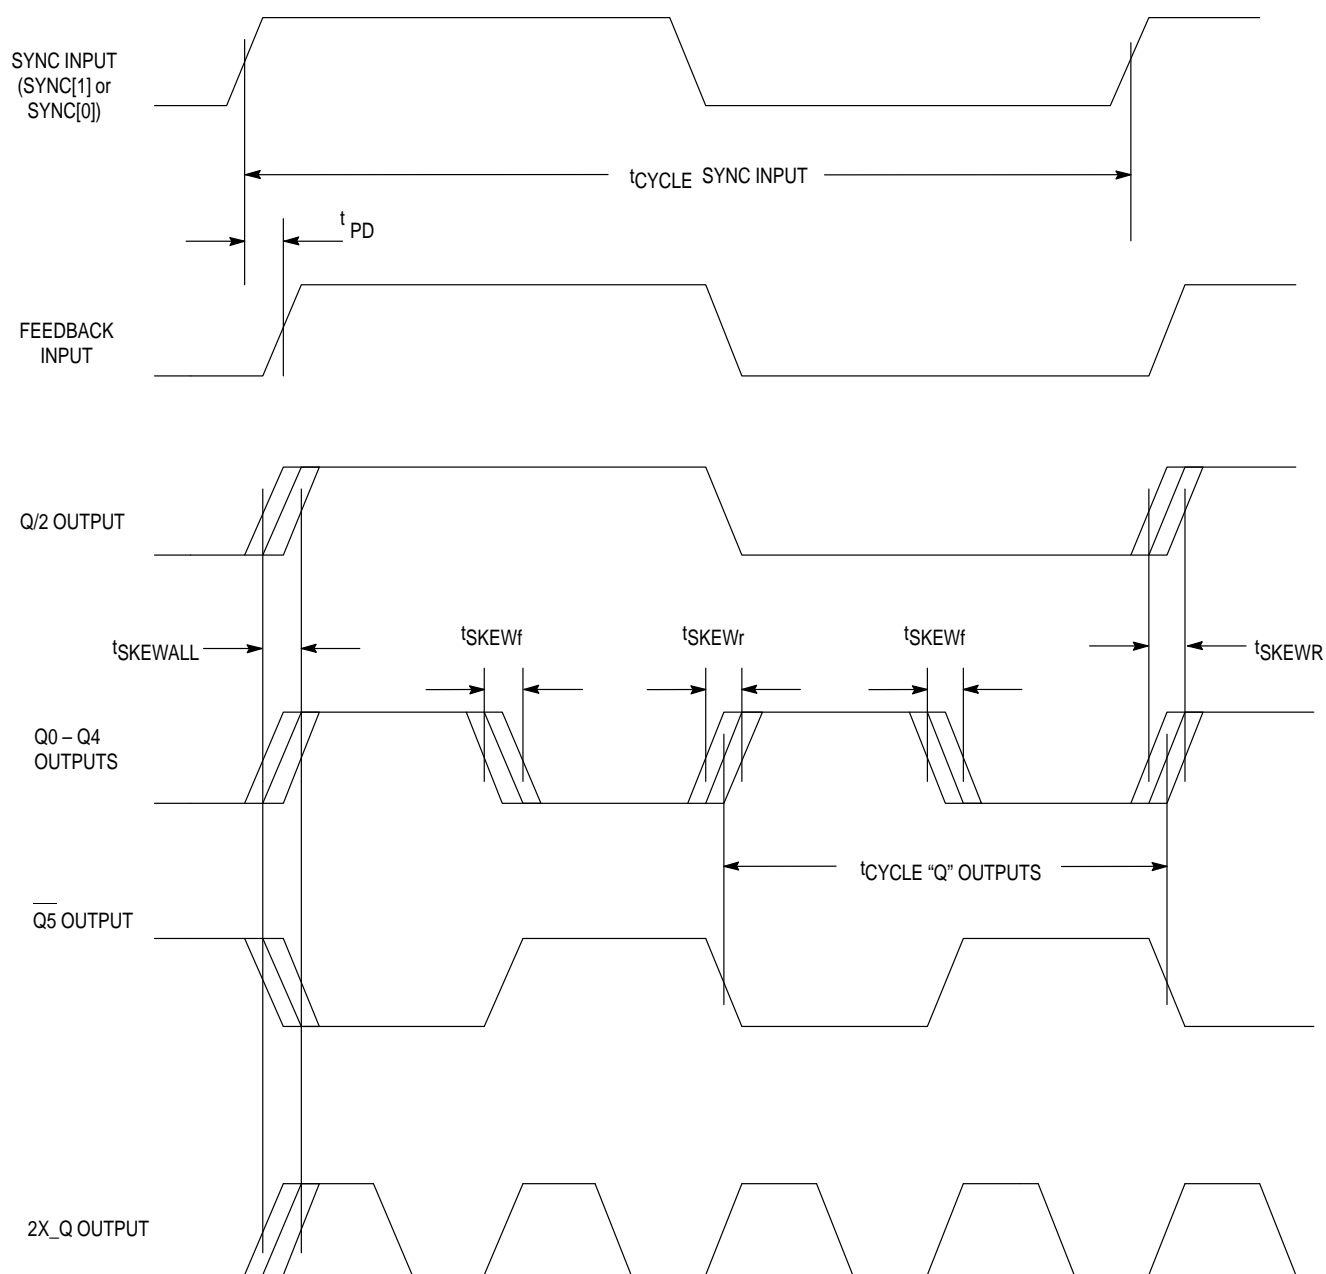 SYNC INPUT
(SYNC[1] or
SYNC[0])
tCYCLE SYNC INPUT
t PD
FEEDBACK
INPUT
Q/2 OUTPUT
tSKEWALL
tSKEWf
tSKEWr
tSKEWf
tSKEWR
Q0 – Q4
OUTPUTS
tCYCLE “Q” OUTPUTS
Q̅5̅ OUTPUT
2X_Q OUTPUT